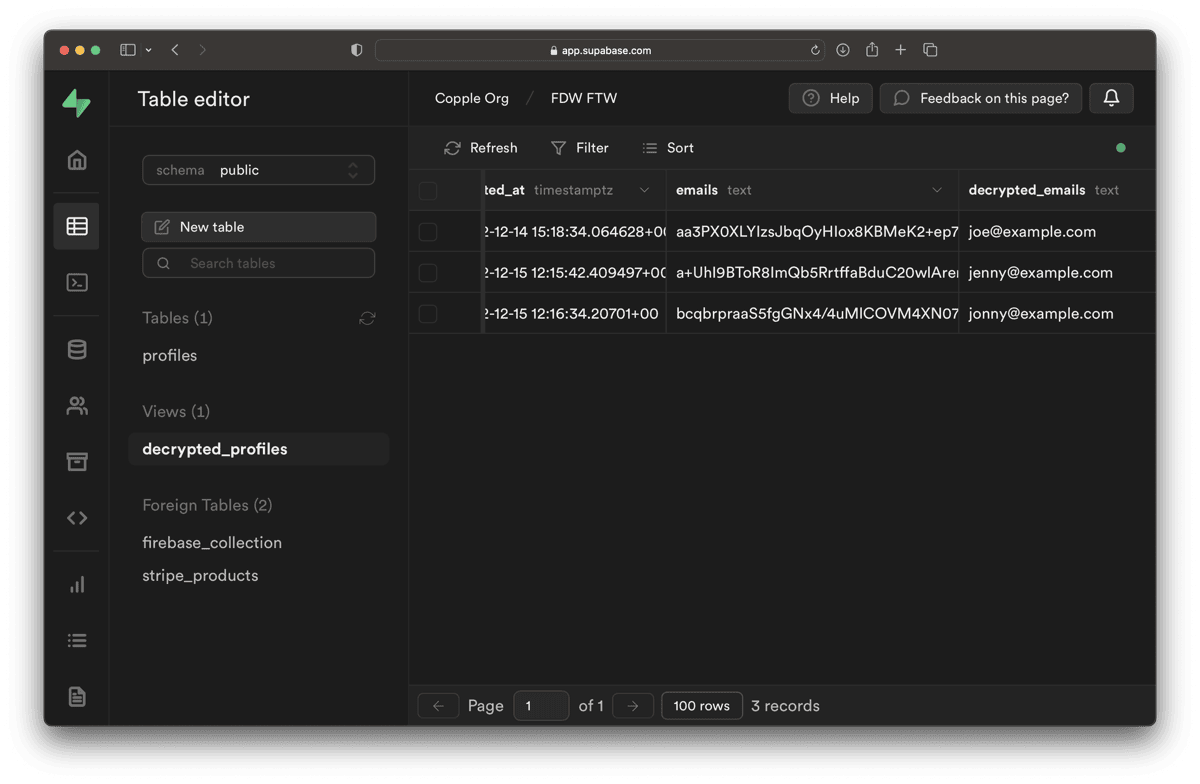 app.supabase.com
Table editor
Copple Org / FDW FTW
Help
Feedback on this page?
schema public
New table
Search tables
Tables (1)
profiles
Views (1)
decrypted_profiles
Foreign Tables (2)
firebase_collection
stripe_products
Refresh Filter Sort
ted_at timestamptz emails text decrypted_emails text
2-12-14 15:18:34.064628+00 aa3PX0XLYIzsJbqOyHIox8KBMeK2+ep7 joe@example.com
2-12-15 12:15:42.409497+00 a+UhI9BToR8ImQb5RrtffaBduC20wIAren jenny@example.com
2-12-15 12:16:34.20701+00 bcqbrpraaS5fgGNx4/4uMlCOVM4XN07 jonny@example.com
Page 1 of 1 100 rows 3 records